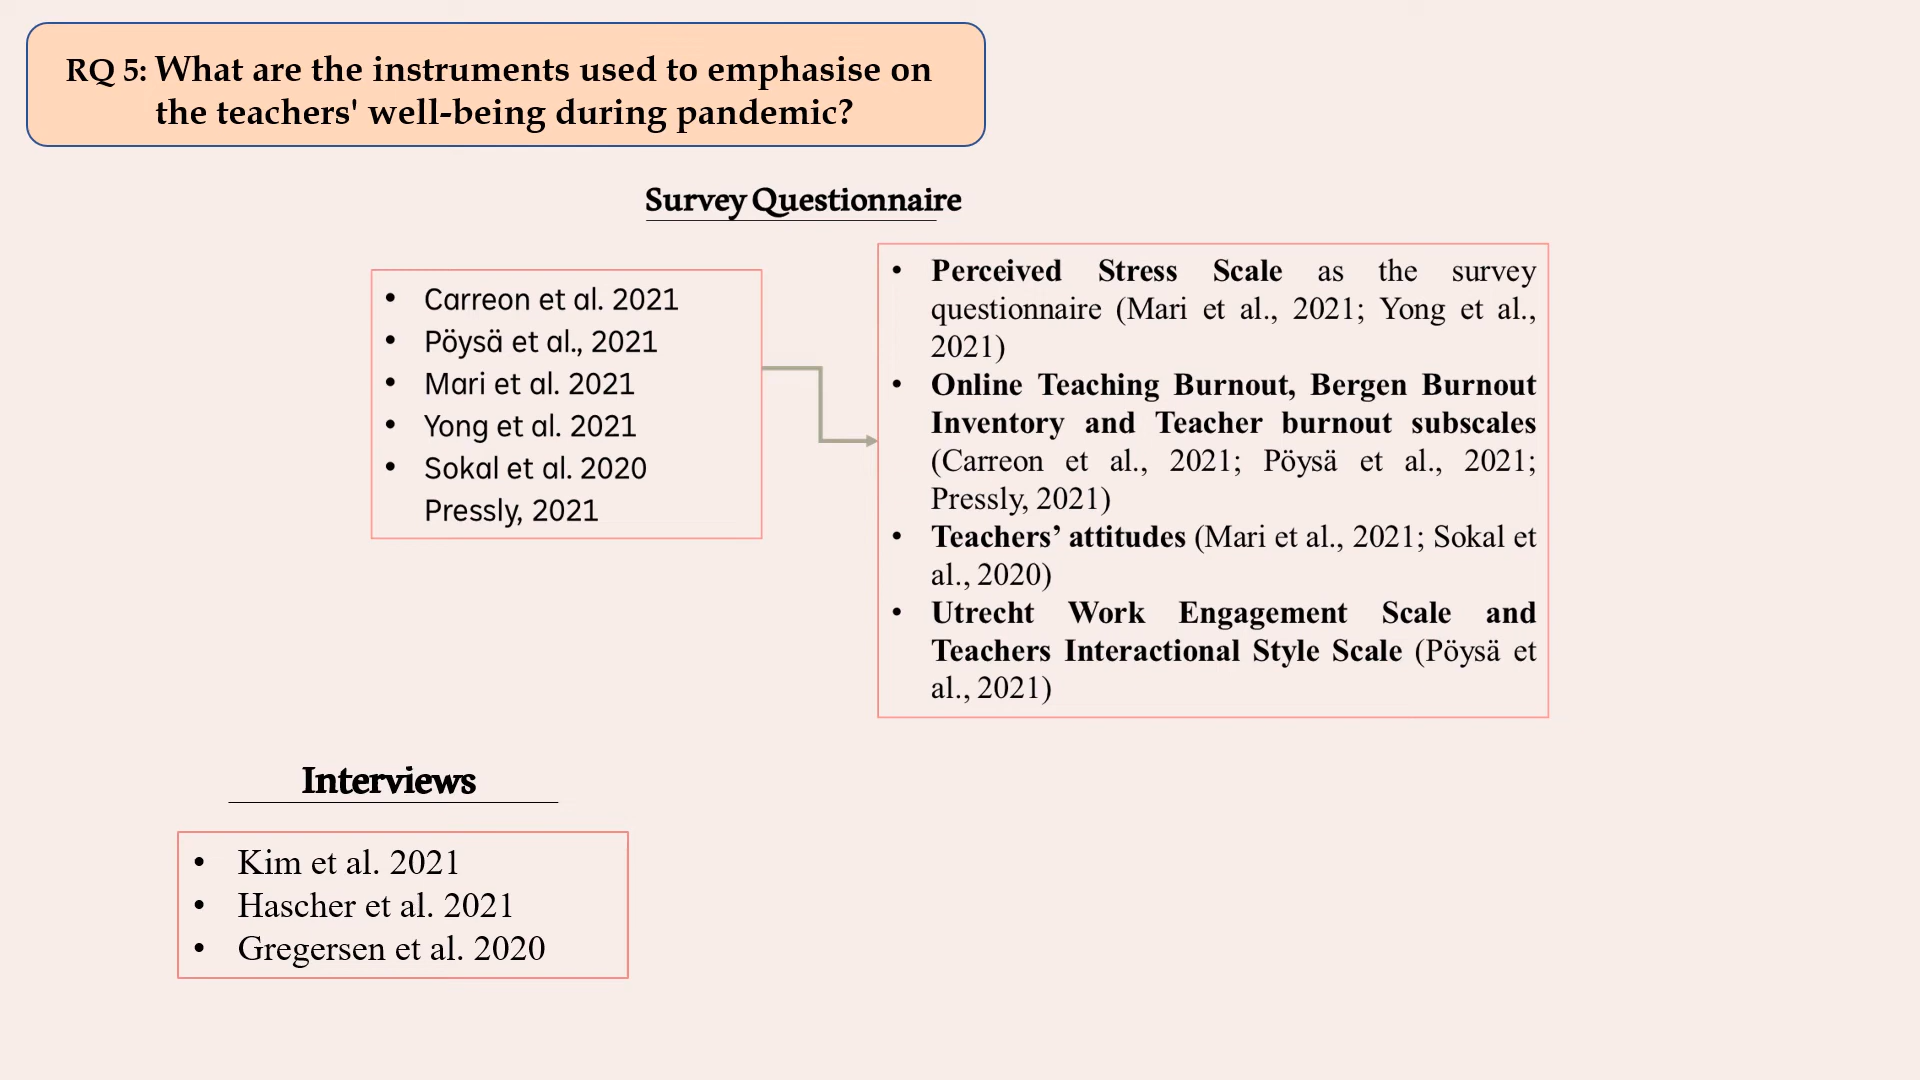 RQ 5: What are the instruments used to emphasise on
the teachers' well-being during pandemic?
Survey Questionnaire
• Carreon et al. 2021
• Pöysä et al., 2021
• Mari et al. 2021
• Yong et al. 2021
• Sokal et al. 2020
Pressly, 2021
• Perceived Stress Scale as the survey
questionnaire (Mari et al., 2021; Yong et al.,
2021)
• Online Teaching Burnout, Bergen Burnout
Inventory and Teacher burnout subscales
(Carreon et al., 2021; Pöysä et al., 2021;
Pressly, 2021)
• Teachers’ attitudes (Mari et al., 2021; Sokal et
al., 2020)
• Utrecht Work Engagement Scale and
Teachers Interactional Style Scale (Pöysä et
al., 2021)
Interviews
• Kim et al. 2021
• Hascher et al. 2021
• Gregersen et al. 2020